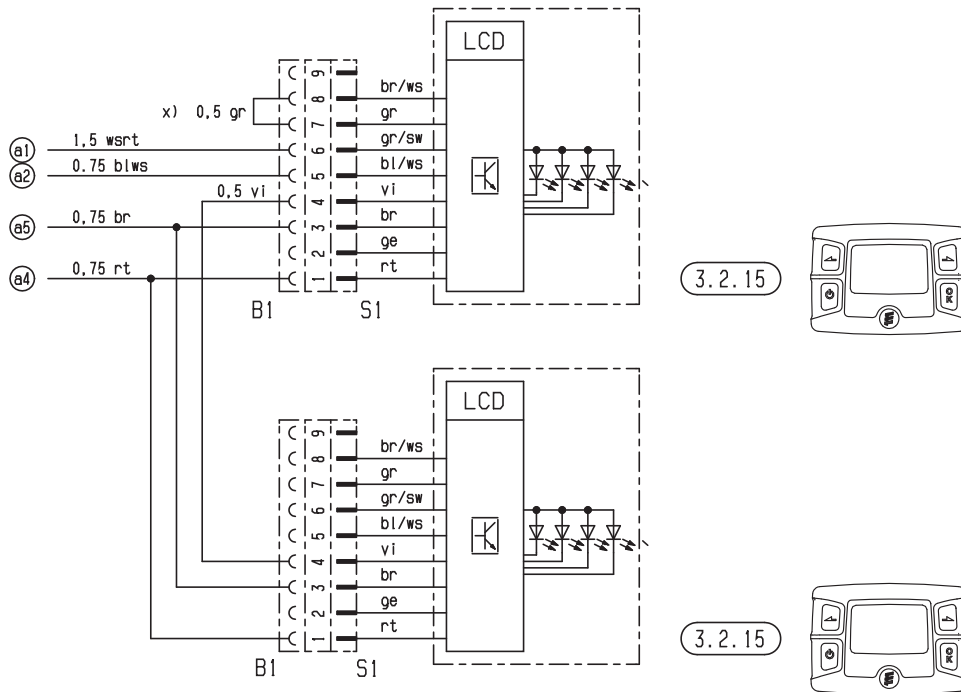 LCD
9
br/ws
8
x) 0,5 gr
gr
7
a1 1,5 wsrt
gr/sw
6
a2 0.75 blws
bl/ws
5
0,5 vi
vi
4
a5 0,75 br
br
3
ge
2
a4 0,75 rt
rt
1
3.2.15
OK
B1 S1
LCD
9
br/ws
8
gr
7
gr/sw
6
bl/ws
5
vi
4
br
3
ge
2
rt
1
3.2.15
OK
B1 S1